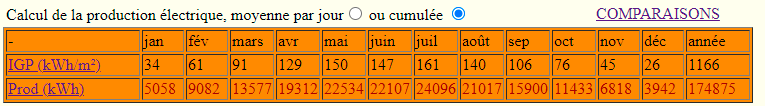 Calcul de la production électrique, moyenne par jour ou cumulée COMPARAISONS
- jan fév mars avr mai juin juil août sep oct nov déc année
IGP (kWh/m²) 34 61 91 129 150 147 161 140 106 76 45 26 1166
Prod (kWh) 5058 9082 13577 19312 22534 22107 24096 21017 15900 11433 6818 3942 174875